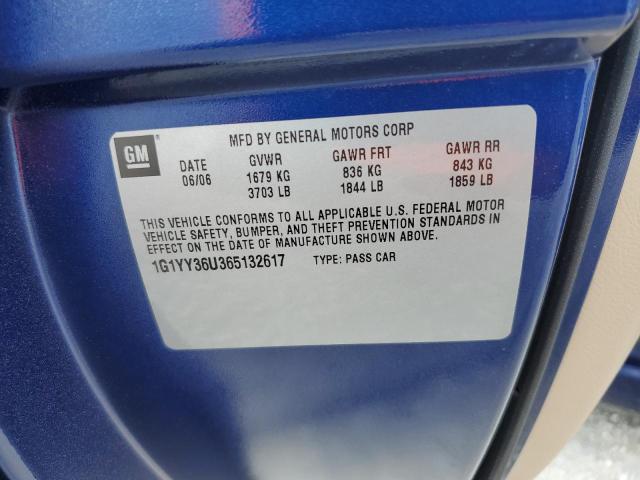 GM ® MFD BY GENERAL MOTORS CORP
DATE GVWR GAWR FRT GAWR RR
06/06 1679 KG 836 KG 843 KG
3703 LB 1844 LB 1859 LB
THIS VEHICLE CONFORMS TO ALL APPLICABLE U.S. FEDERAL MOTOR
VEHICLE SAFETY, BUMPER, AND THEFT PREVENTION STANDARDS IN
EFFECT ON THE DATE OF MANUFACTURE SHOWN ABOVE.
1G1YY36U365132617 TYPE: PASS CAR